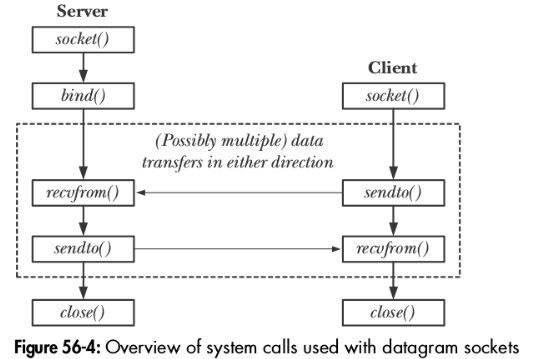 Server
socket()
bind()
Client
socket()
(Possibly multiple) data
transfers in either direction
recvfrom()
sendto()
sendto()
recvfrom()
close()
close()
Figure 56-4: Overview of system calls used with datagram sockets